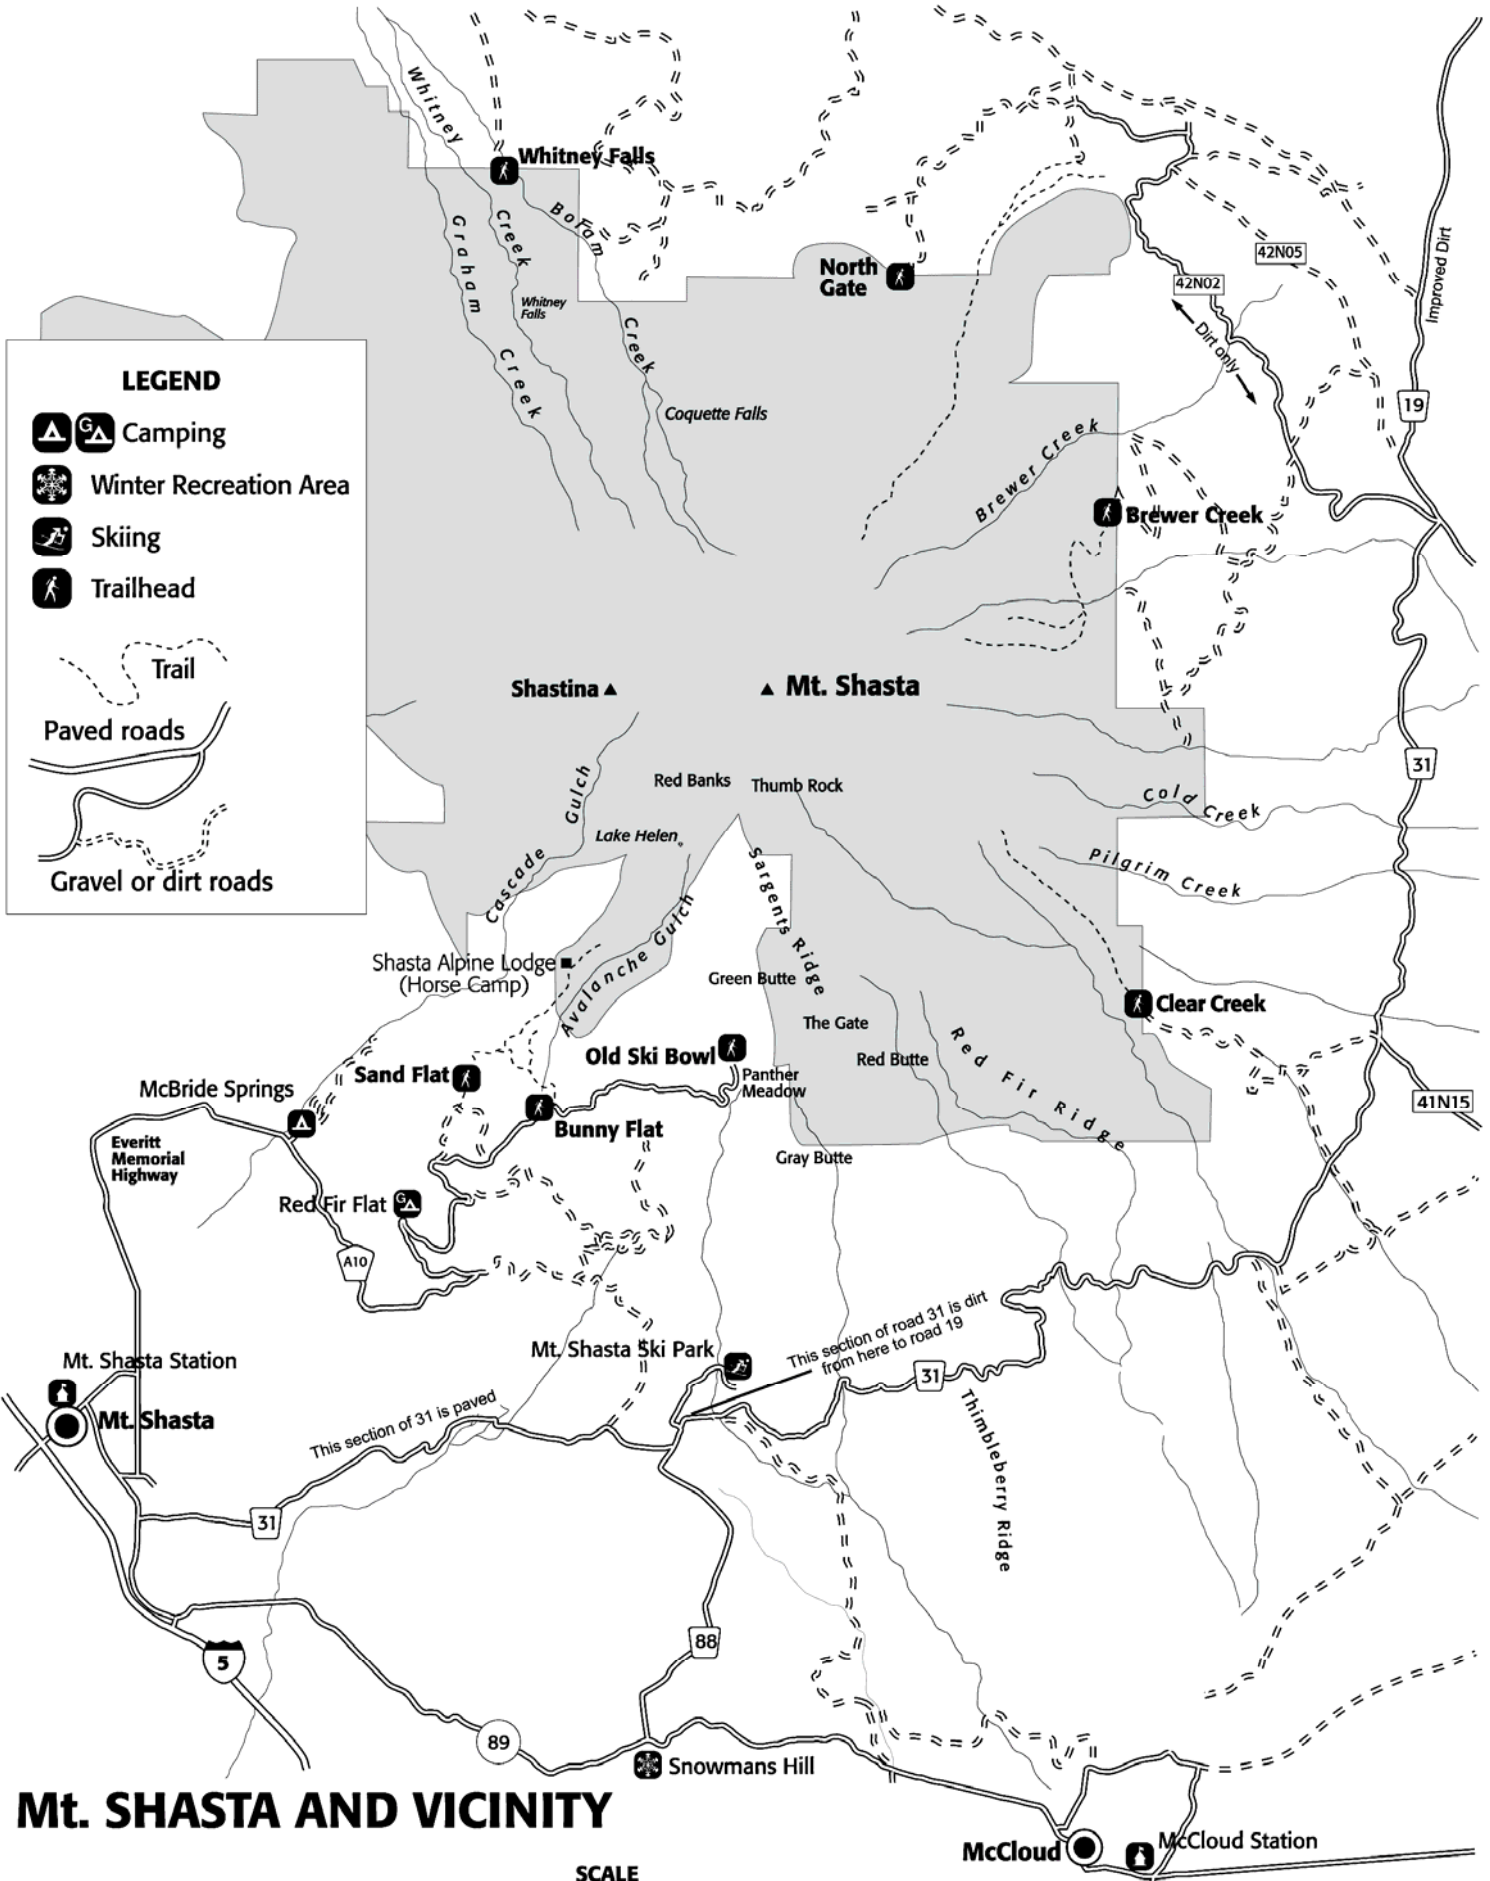 Whitney
Creek
Whitney Falls
Bolam
Creek
Graham
Creek
Whitney
Falls
Coquette Falls
North
Gate
42N05
42N02
Dirt only
Improved Dirt
19
LEGEND
G
Camping
Winter Recreation Area
Skiing
Trailhead
Trail
Paved roads
Gravel or dirt roads
Brewer Creek
Brewer Creek
Shastina
Mt. Shasta
31
Red Banks
Thumb Rock
Cascade
Gulch
Lake Helen
Cold Creek
Pilgrim Creek
Sargents Ridge
Avalanche Gulch
Shasta Alpine Lodge
(Horse Camp)
Green Butte
Clear Creek
The Gate
Red Butte
Red Fir Ridge
Old Ski Bowl
Panther
Meadow
Sand Flat
McBride Springs
41N15
Bunny Flat
Everitt
Memorial
Highway
Gray Butte
Red Fir Flat
G
A10
This section of road 31 is dirt
from here to road 19
Mt. Shasta Ski Park
31
Mt. Shasta Station
Mt. Shasta
This section of 31 is paved
Thimbleberry Ridge
31
88
5
89
Snowmans Hill
Mt. SHASTA AND VICINITY
McCloud
McCloud Station
SCALE